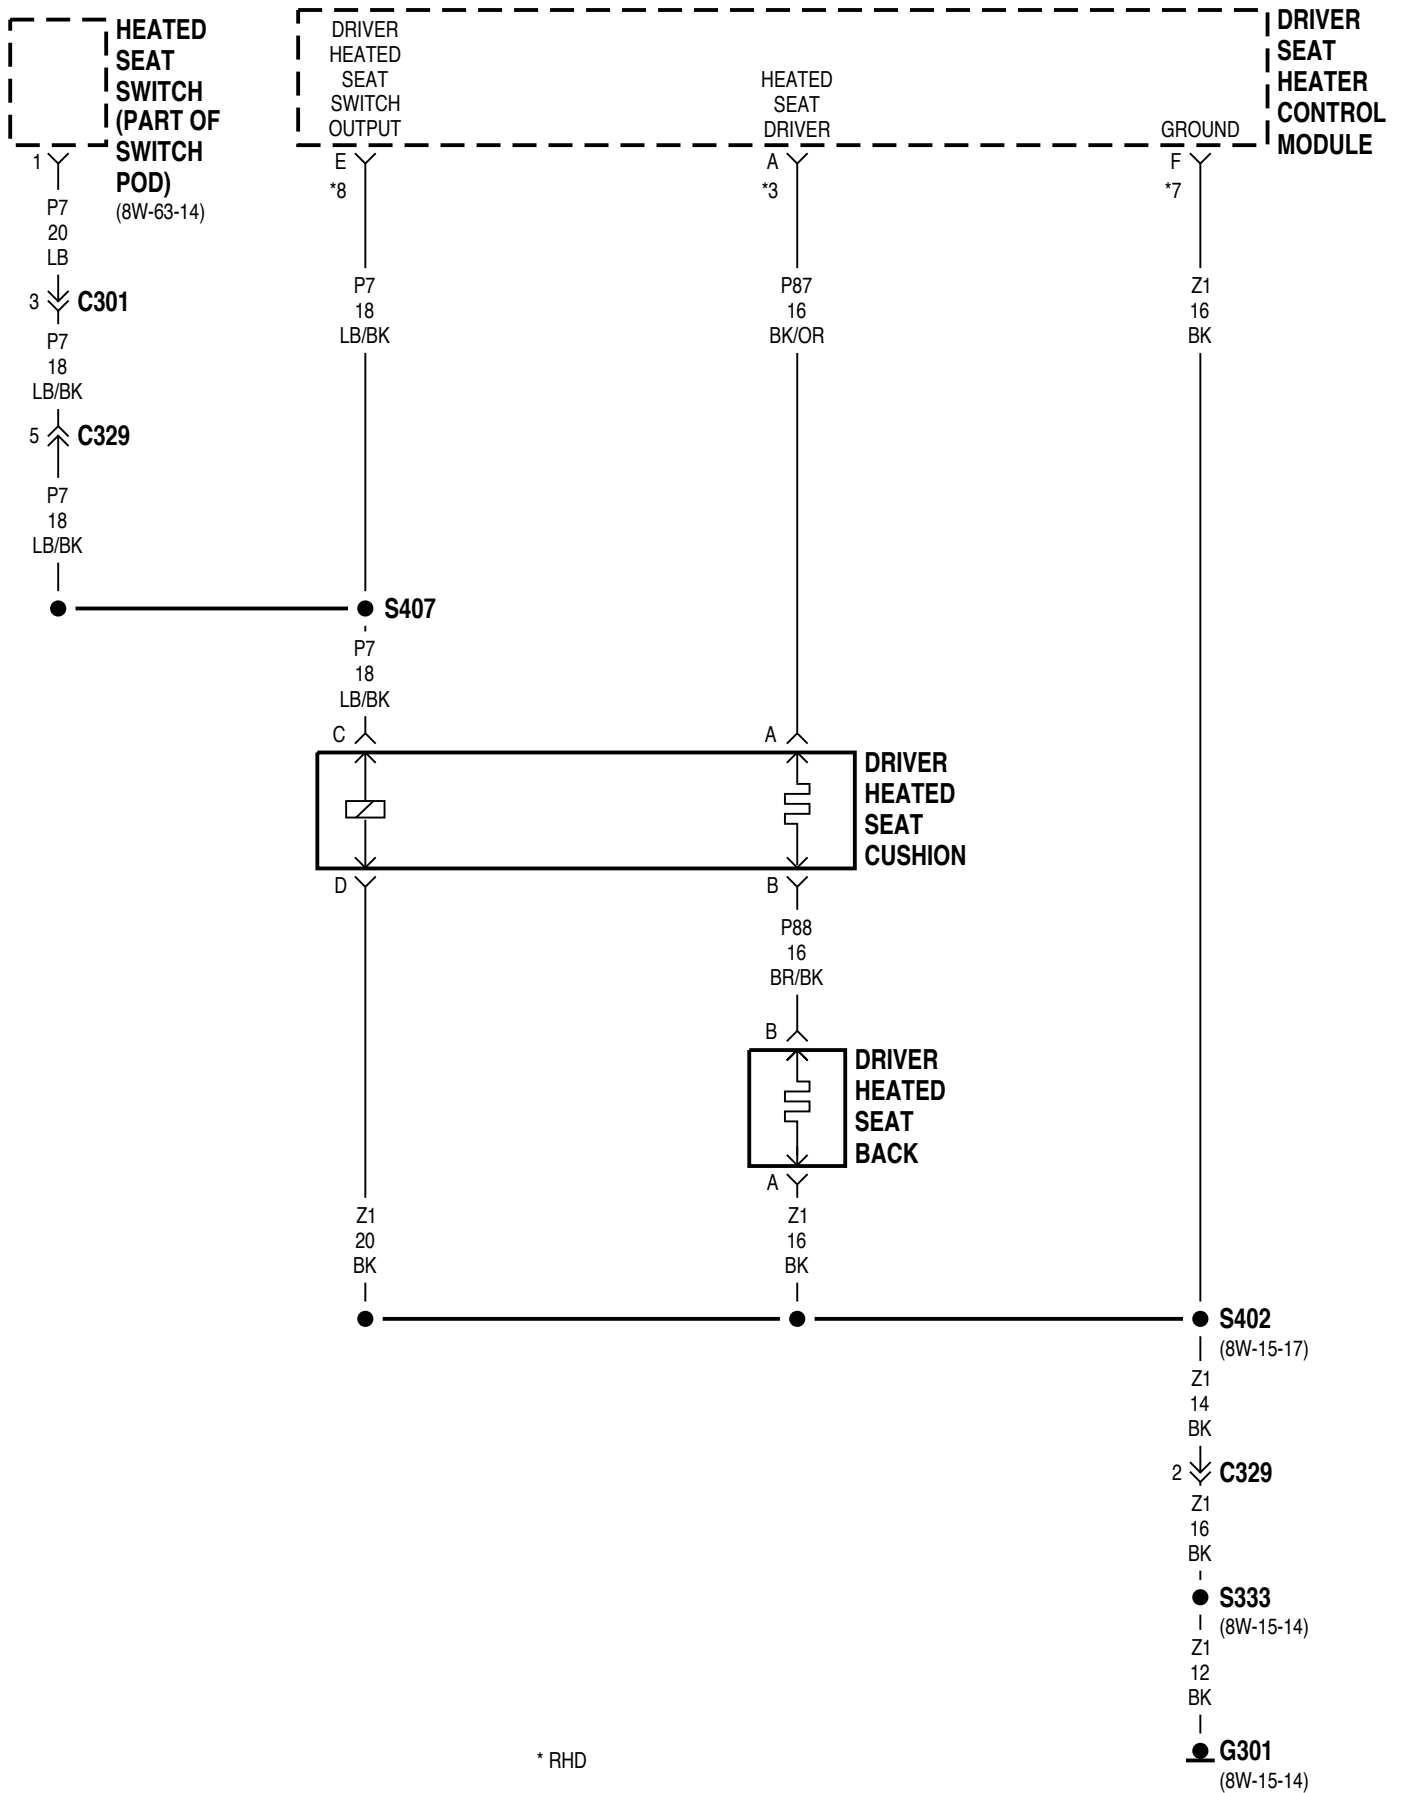 HEATED
SEAT
SWITCH
(PART OF
SWITCH
POD)
(8W-63-14)
DRIVER
HEATED
SEAT
SWITCH
OUTPUT
HEATED
SEAT
DRIVER
GROUND
DRIVER
SEAT
HEATER
CONTROL
MODULE
1
E
*8
A
*3
F
*7
P7
20
LB
3
C301
P7
18
LB/BK
5
C329
P7
18
LB/BK
P7
18
LB/BK
P87
16
BK/OR
Z1
16
BK
S407
P7
18
LB/BK
C
A
DRIVER
HEATED
SEAT
CUSHION
D
B
P88
16
BR/BK
B
DRIVER
HEATED
SEAT
BACK
A
Z1
20
BK
Z1
16
BK
S402
(8W-15-17)
Z1
14
BK
2
C329
Z1
16
BK
S333
(8W-15-14)
Z1
12
BK
G301
(8W-15-14)
* RHD